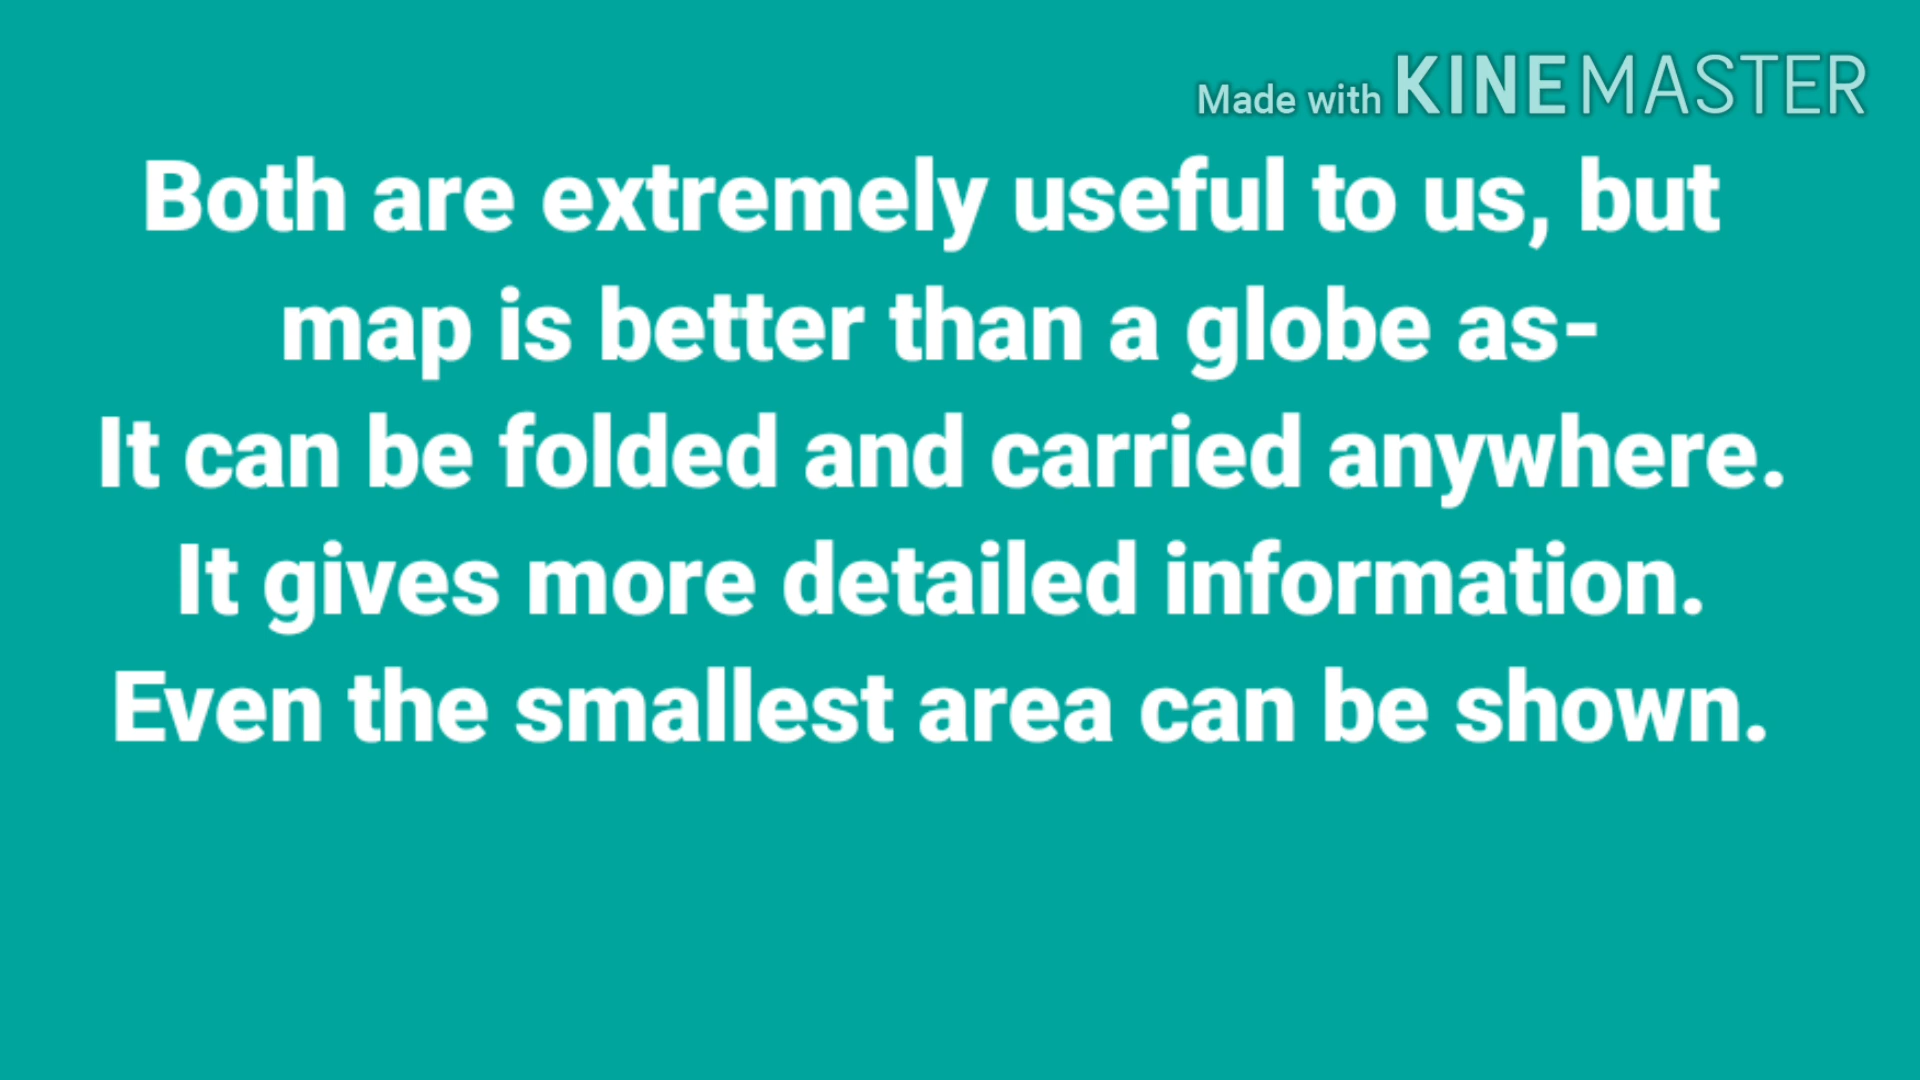 Made with KINEMASTER
Both are extremely useful to us, but
map is better than a globe as-
It can be folded and carried anywhere.
It gives more detailed information.
Even the smallest area can be shown.